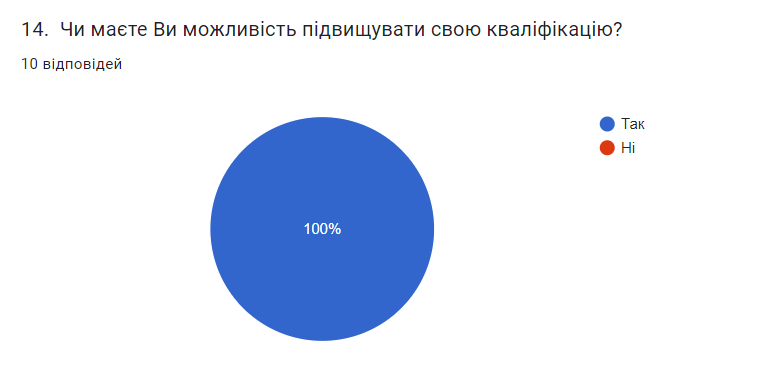 14.  Чи маєте Ви можливість підвищувати свою кваліфікацію?
10 відповідей
Так
Ні
100%